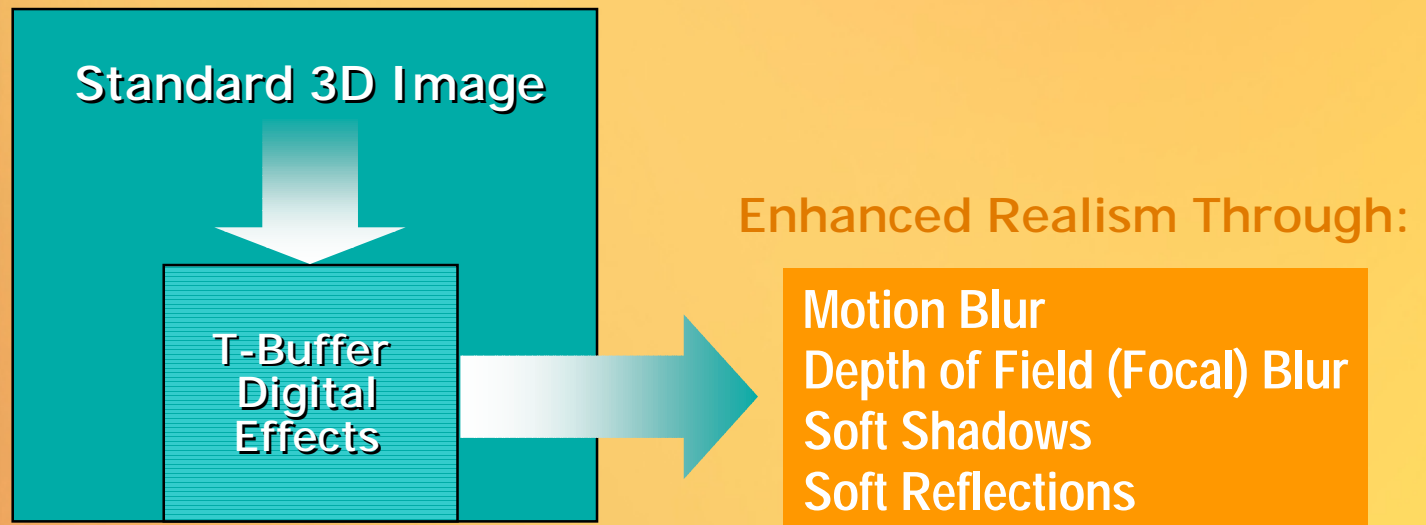 Standard 3D Image
T-Buffer
Digital
Effects
Enhanced Realism Through:
Motion Blur
Depth of Field (Focal) Blur
Soft Shadows
Soft Reflections